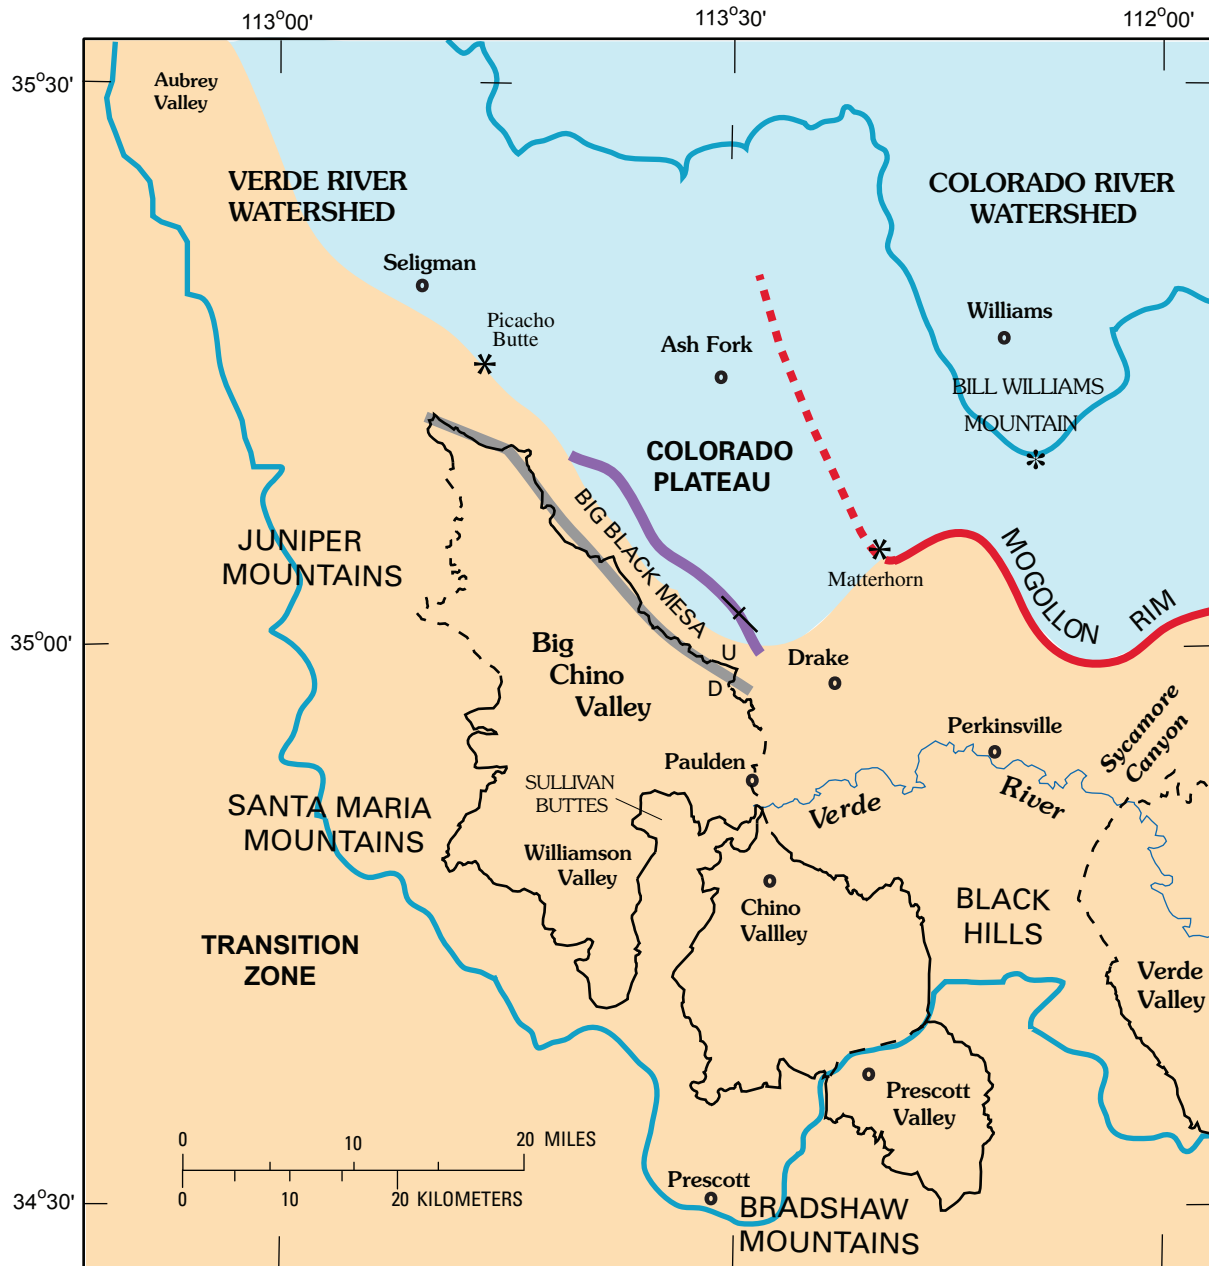 113°00'
113°30'
112°00'
35°30'
Aubrey
Valley
VERDE RIVER
WATERSHED
COLORADO RIVER
WATERSHED
Seligman
Picacho
Butte
Ash Fork
Williams
BILL WILLIAMS
MOUNTAIN
COLORADO
PLATEAU
BIG BLACK MESA
JUNIPER
MOUNTAINS
Matterhorn
MOGOLLON RIM
35°00'
U
D
Big
Chino
Valley
Drake
Perkinsville
Sycamore
Canyon
Paulden
SULLIVAN
BUTTES
Verde River
SANTA MARIA
MOUNTAINS
Williamson
Valley
Chino
Vallley
BLACK
HILLS
TRANSITION
ZONE
Verde
Valley
Prescott
Valley
0 10 20 MILES
0 10 20 KILOMETERS
34°30'
Prescott
BRADSHAW
MOUNTAINS